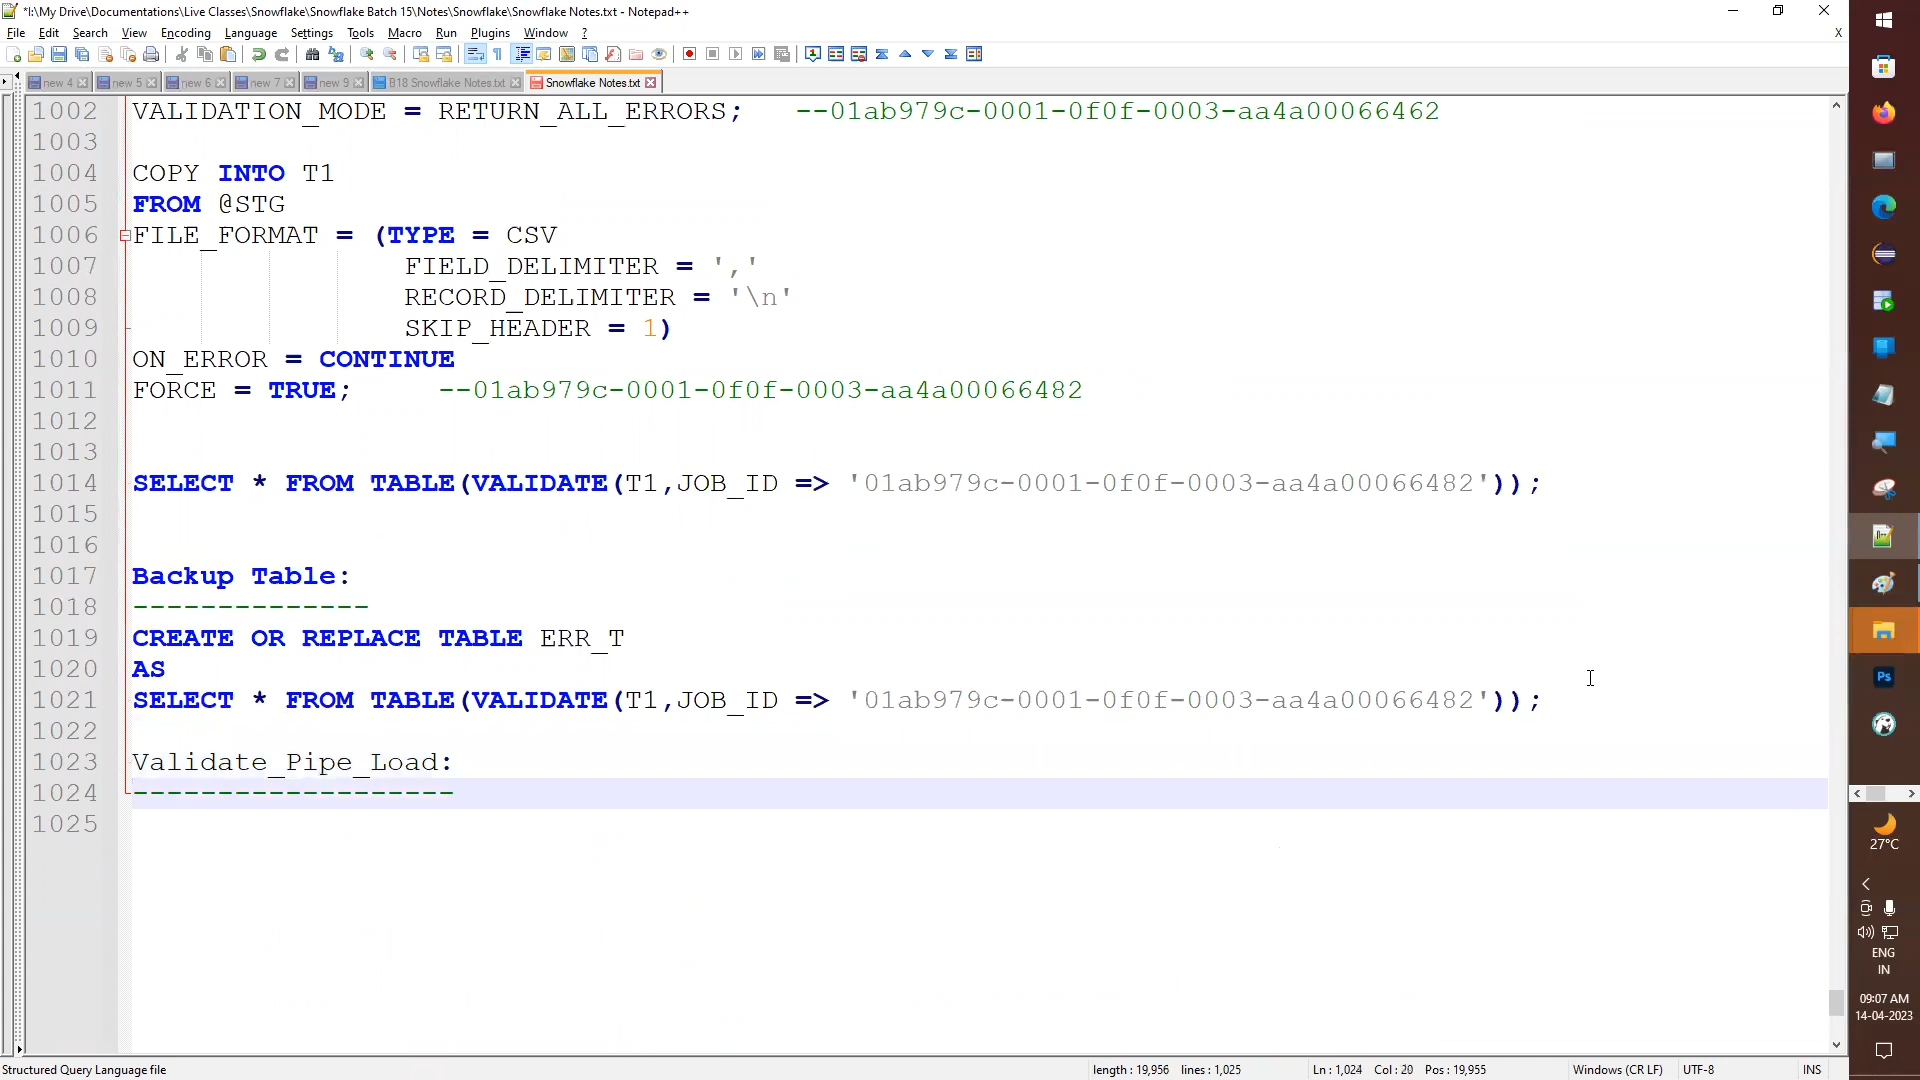 *I:\My Drive\Documentations\Live Classes\Snowflake\Snowflake Batch 15\Notes\Snowflake\Snowflake Notes.txt - Notepad++
File Edit Search View Encoding Language Settings Tools Macro Run Plugins Window ? X
new 4 new 5 new 6 new 7 new 9 B18 Snowflake Notes.txt Snowflake Notes.txt
1002 VALIDATION_MODE = RETURN_ALL_ERRORS; --01ab979c-0001-0f0f-0003-aa4a00066462
1003
1004 COPY INTO T1
1005 FROM @STG
1006 FILE_FORMAT = (TYPE = CSV
1007 FIELD_DELIMITER = ','
1008 RECORD_DELIMITER = '\n'
1009 SKIP_HEADER = 1)
1010 ON_ERROR = CONTINUE
1011 FORCE = TRUE; --01ab979c-0001-0f0f-0003-aa4a00066482
1012
1013
1014 SELECT * FROM TABLE(VALIDATE(T1,JOB_ID => '01ab979c-0001-0f0f-0003-aa4a00066482'));
1015
1016
1017 Backup Table:
1018 --------------
1019 CREATE OR REPLACE TABLE ERR_T
1020 AS
1021 SELECT * FROM TABLE(VALIDATE(T1,JOB_ID => '01ab979c-0001-0f0f-0003-aa4a00066482'));
1022
1023 Validate_Pipe_Load:
1024 -------------------
1025
Structured Query Language file length : 19,956 lines : 1,025 Ln : 1,024 Col : 20 Pos : 19,955 Windows (CR LF) UTF-8 INS
Ps
27°C
ENG
IN
09:07 AM
14-04-2023